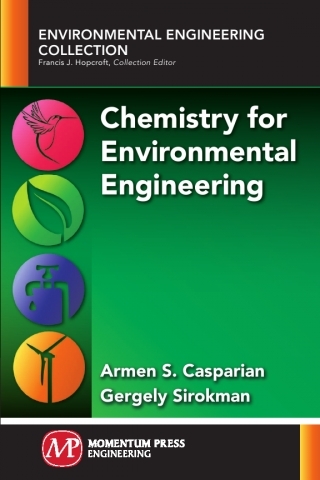 ENVIRONMENTAL ENGINEERING
COLLECTION
Francis J. Hopcroft, Collection Editor
Chemistry for
Environmental
Engineering
Armen S. Casparian
Gergely Sirokman
MP
MOMENTUM PRESS
ENGINEERING